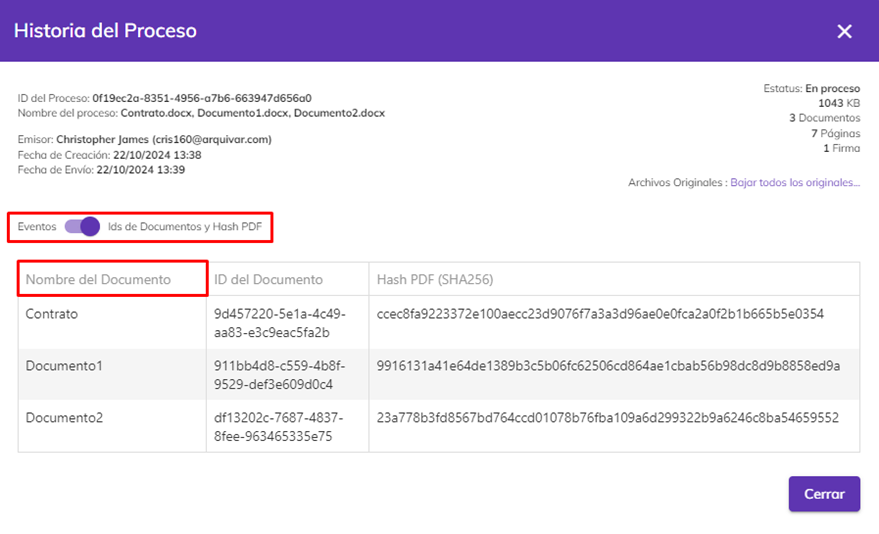 Historia del Proceso
ID del Proceso: 0f19ec2a-8351-4956-a7b6-663947d656a0
Nombre del proceso: Contrato.docx, Documento1.docx, Documento2.docx
Emisor: Christopher James (cris160@arquivar.com)
Fecha de Creación: 22/10/2024 13:38
Fecha de Envío: 22/10/2024 13:39
Estatus: En proceso
1043 KB
3 Documentos
7 Páginas
1 Firma
Archivos Originales : Bajar todos los originales...
Eventos Ids de Documentos y Hash PDF
Nombre del Documento ID del Documento Hash PDF (SHA256)
Contrato 9d457220-5e1a-4c49- ccec8fa9223372e100aecc23d9076f7a3a3d96ae0e0fca2a0f2b1b665b5e0354
aa83-e3c9eac5fa2b
Documento1 911bb4d8-c559-4b8f- 9916131a41e64de1389b3c5b06fc62506cd864ae1cbab56b98dc8d9b8858ed9a
9529-def3e609d0c4
Documento2 df13202c-7687-4837- 23a778b3fd8567bd764ccd01078b76fba109a6d299322b9a6246c8ba54659552
8fee-963465335e75
Cerrar